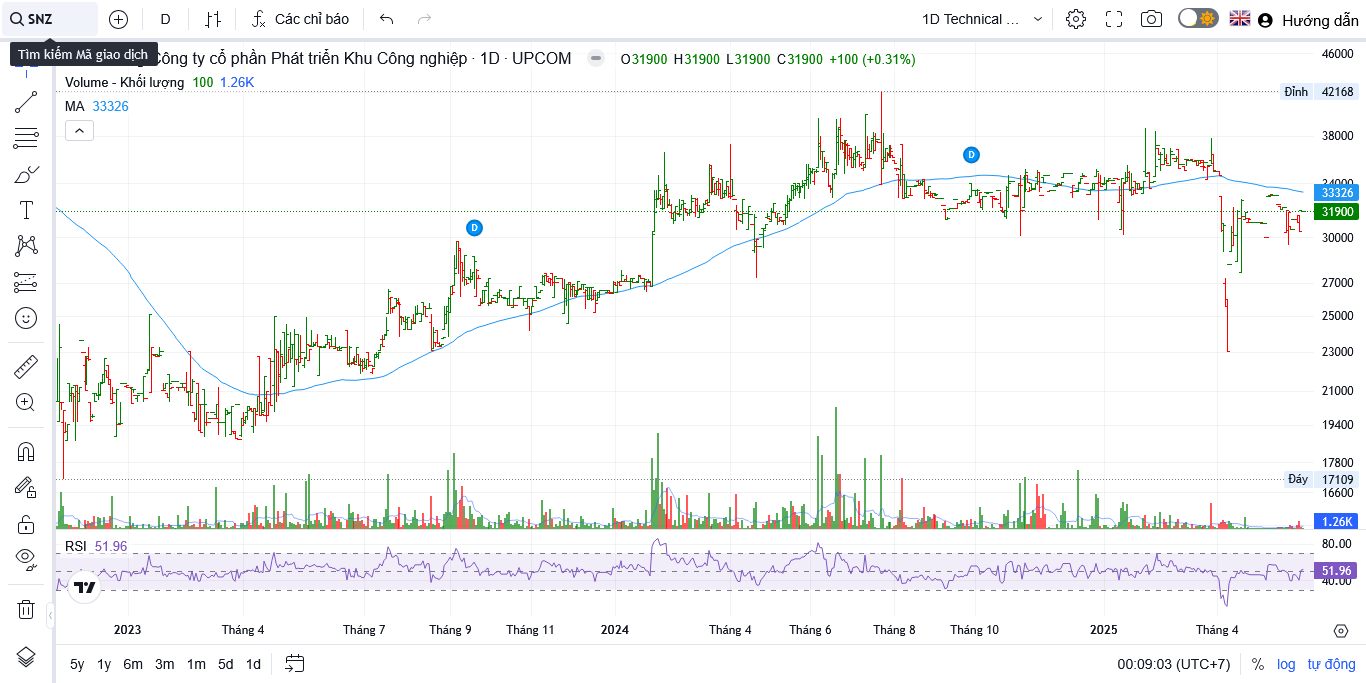 SNZ
D
Các chỉ báo
1D Technical ...
Hướng dẫn
Tìm kiếm Mã giao dịch
Công ty cổ phần Phát triển Khu Công nghiệp · 1D · UPCOM
O31900 H31900 L31900 C31900 +100 (+0.31%)
Volume - Khối lượng 100 1.26K
MA 33326
46000
Đỉnh 42168
38000
34000
33326
31900
30000
27000
25000
23000
21000
19400
17800
Đáy 17109
16600
1.26K
D
D
RSI 51.96
80.00
51.96
40.00
2023 Tháng 4 Tháng 7 Tháng 9 Tháng 11 2024 Tháng 4 Tháng 6 Tháng 8 Tháng 10 2025 Tháng 4
5y 1y 6m 3m 1m 5d 1d
00:09:03 (UTC+7) % log tự động